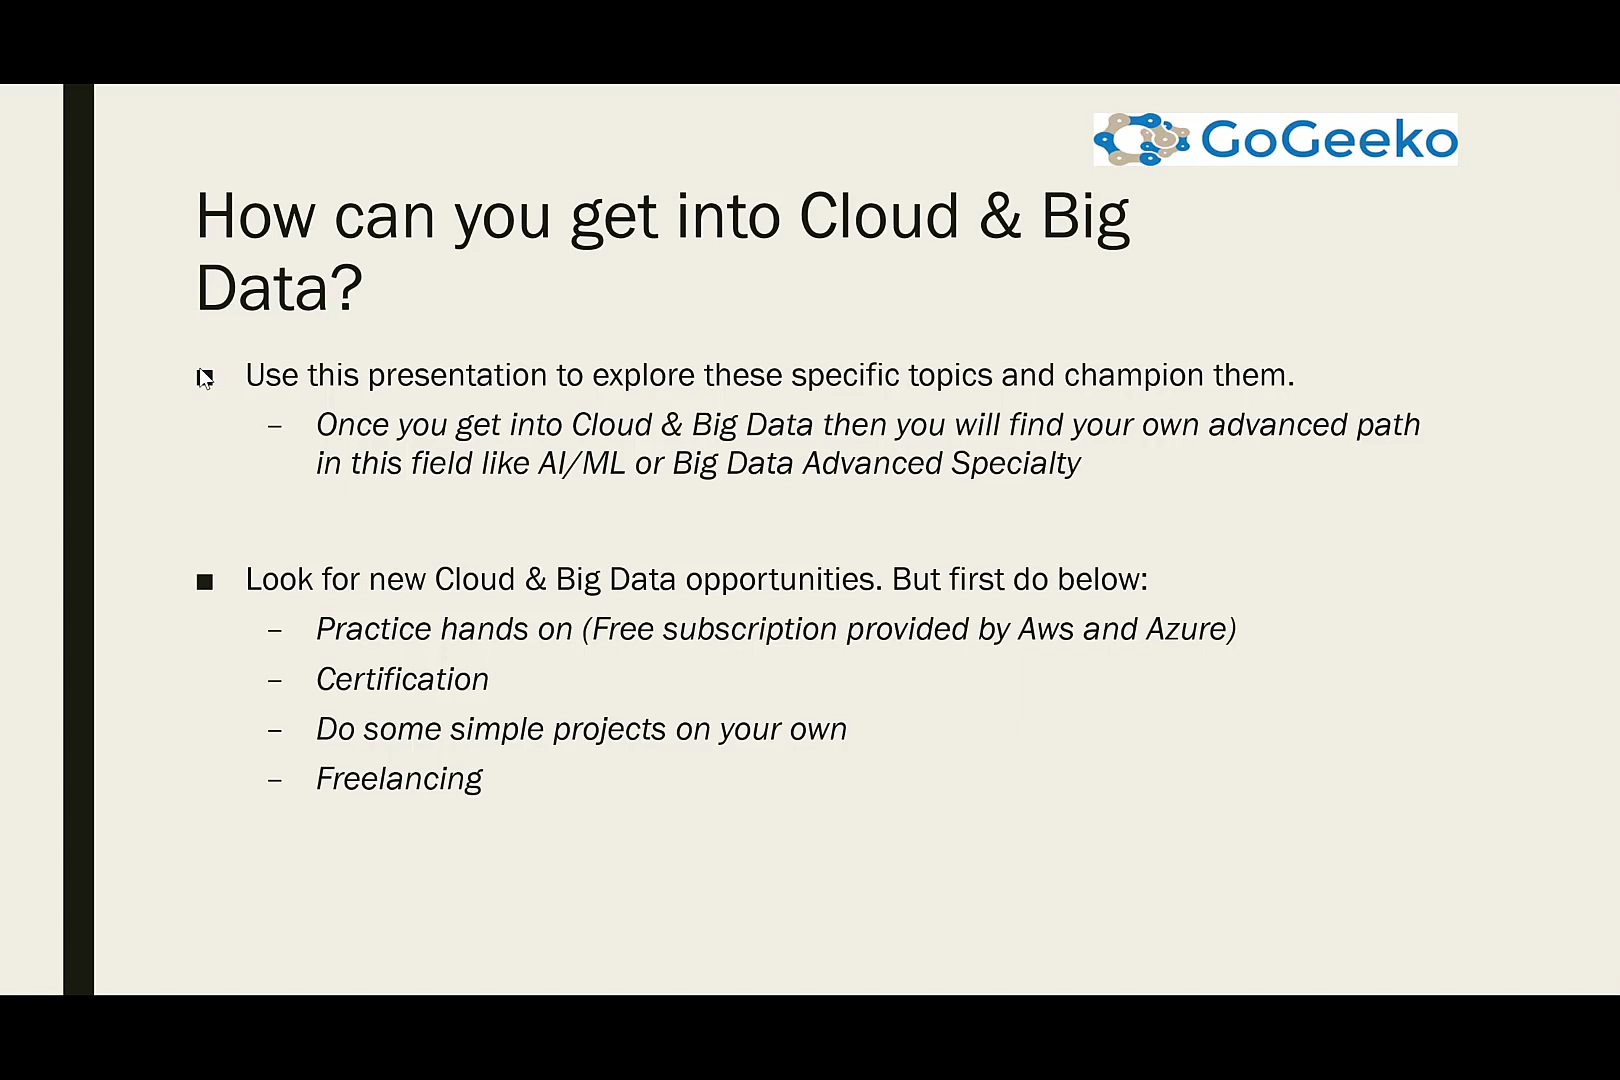 GoGeeko
How can you get into Cloud & Big
Data?
Use this presentation to explore these specific topics and champion them.
– Once you get into Cloud & Big Data then you will find your own advanced path
in this field like AI/ML or Big Data Advanced Specialty
■ Look for new Cloud & Big Data opportunities. But first do below:
– Practice hands on (Free subscription provided by Aws and Azure)
– Certification
– Do some simple projects on your own
– Freelancing